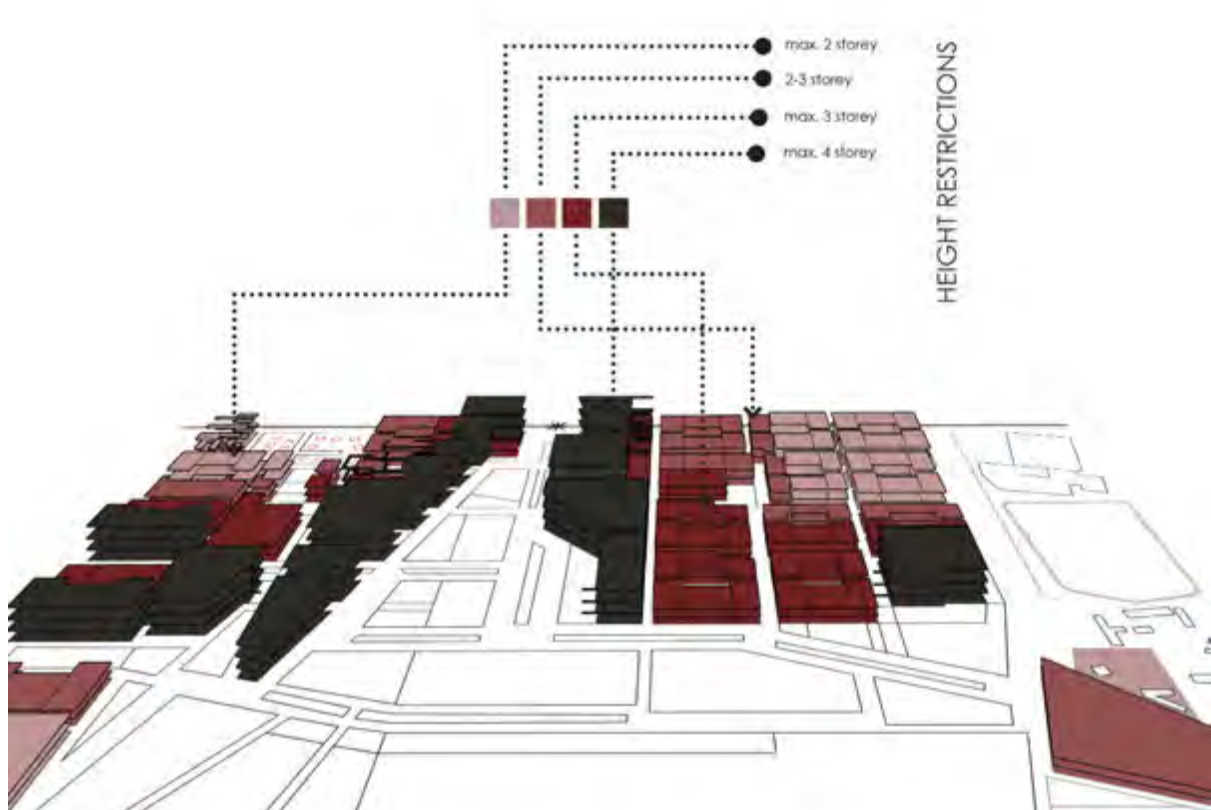 max. 2 storey
2-3 storey
max. 3 storey
max. 4 storey
HEIGHT RESTRICTIONS